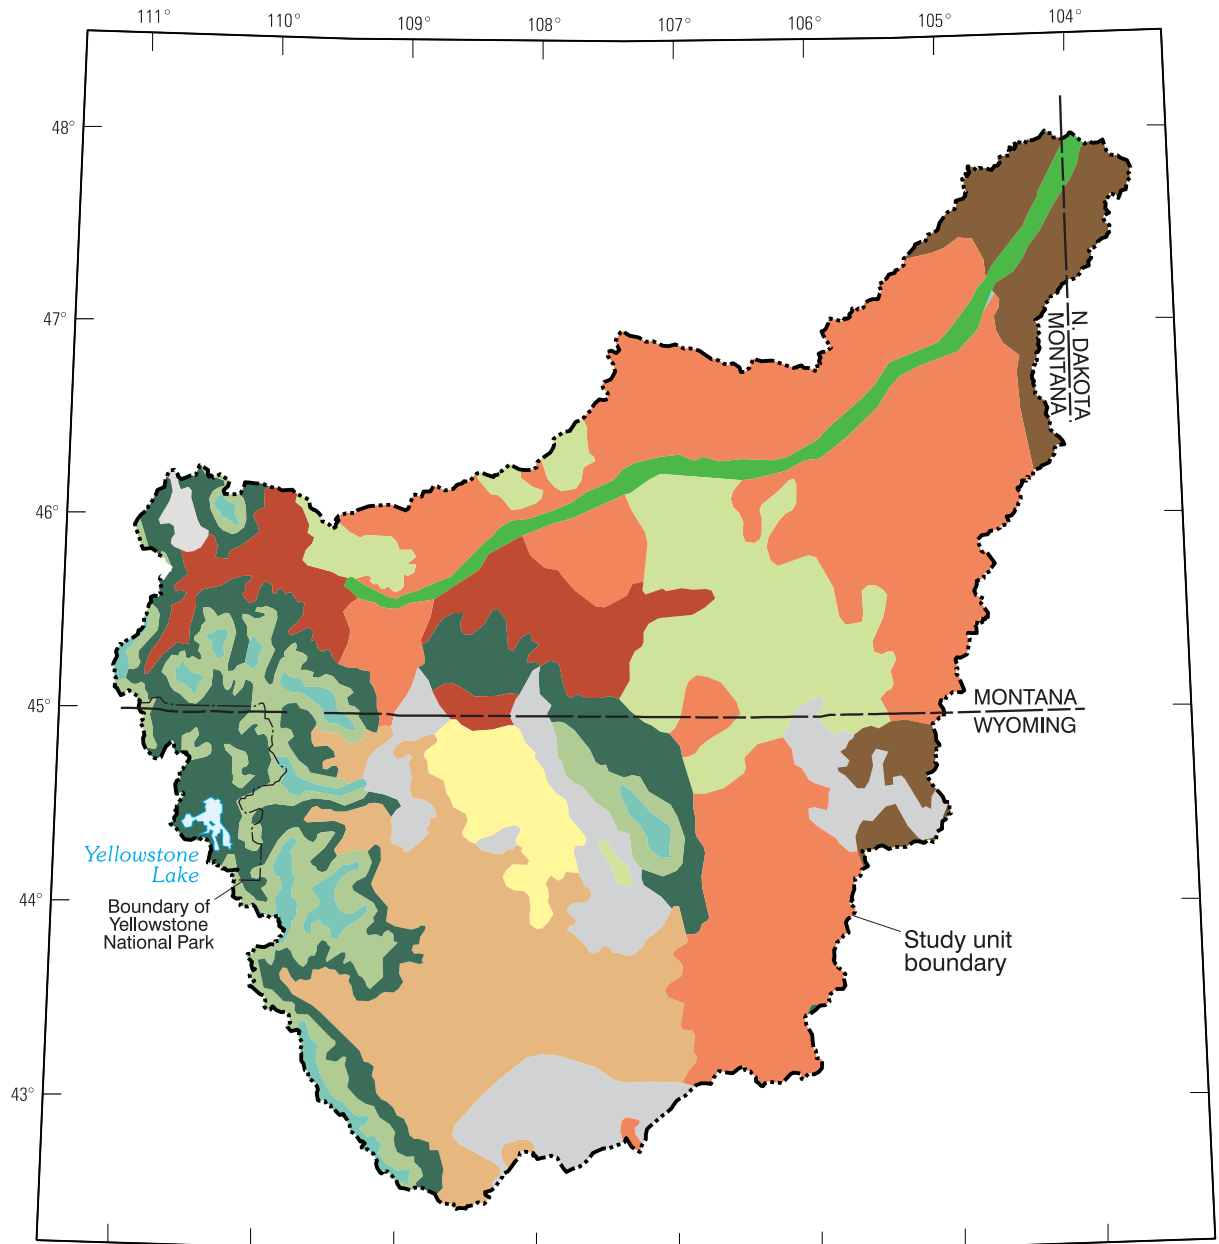 111° 110° 109° 108° 107° 106° 105° 104°
48°
47°
N. DAKOTA
MONTANA
46°
45°
MONTANA
WYOMING
Yellowstone
Lake
44°
Boundary of
Yellowstone
National Park
Study unit
boundary
43°